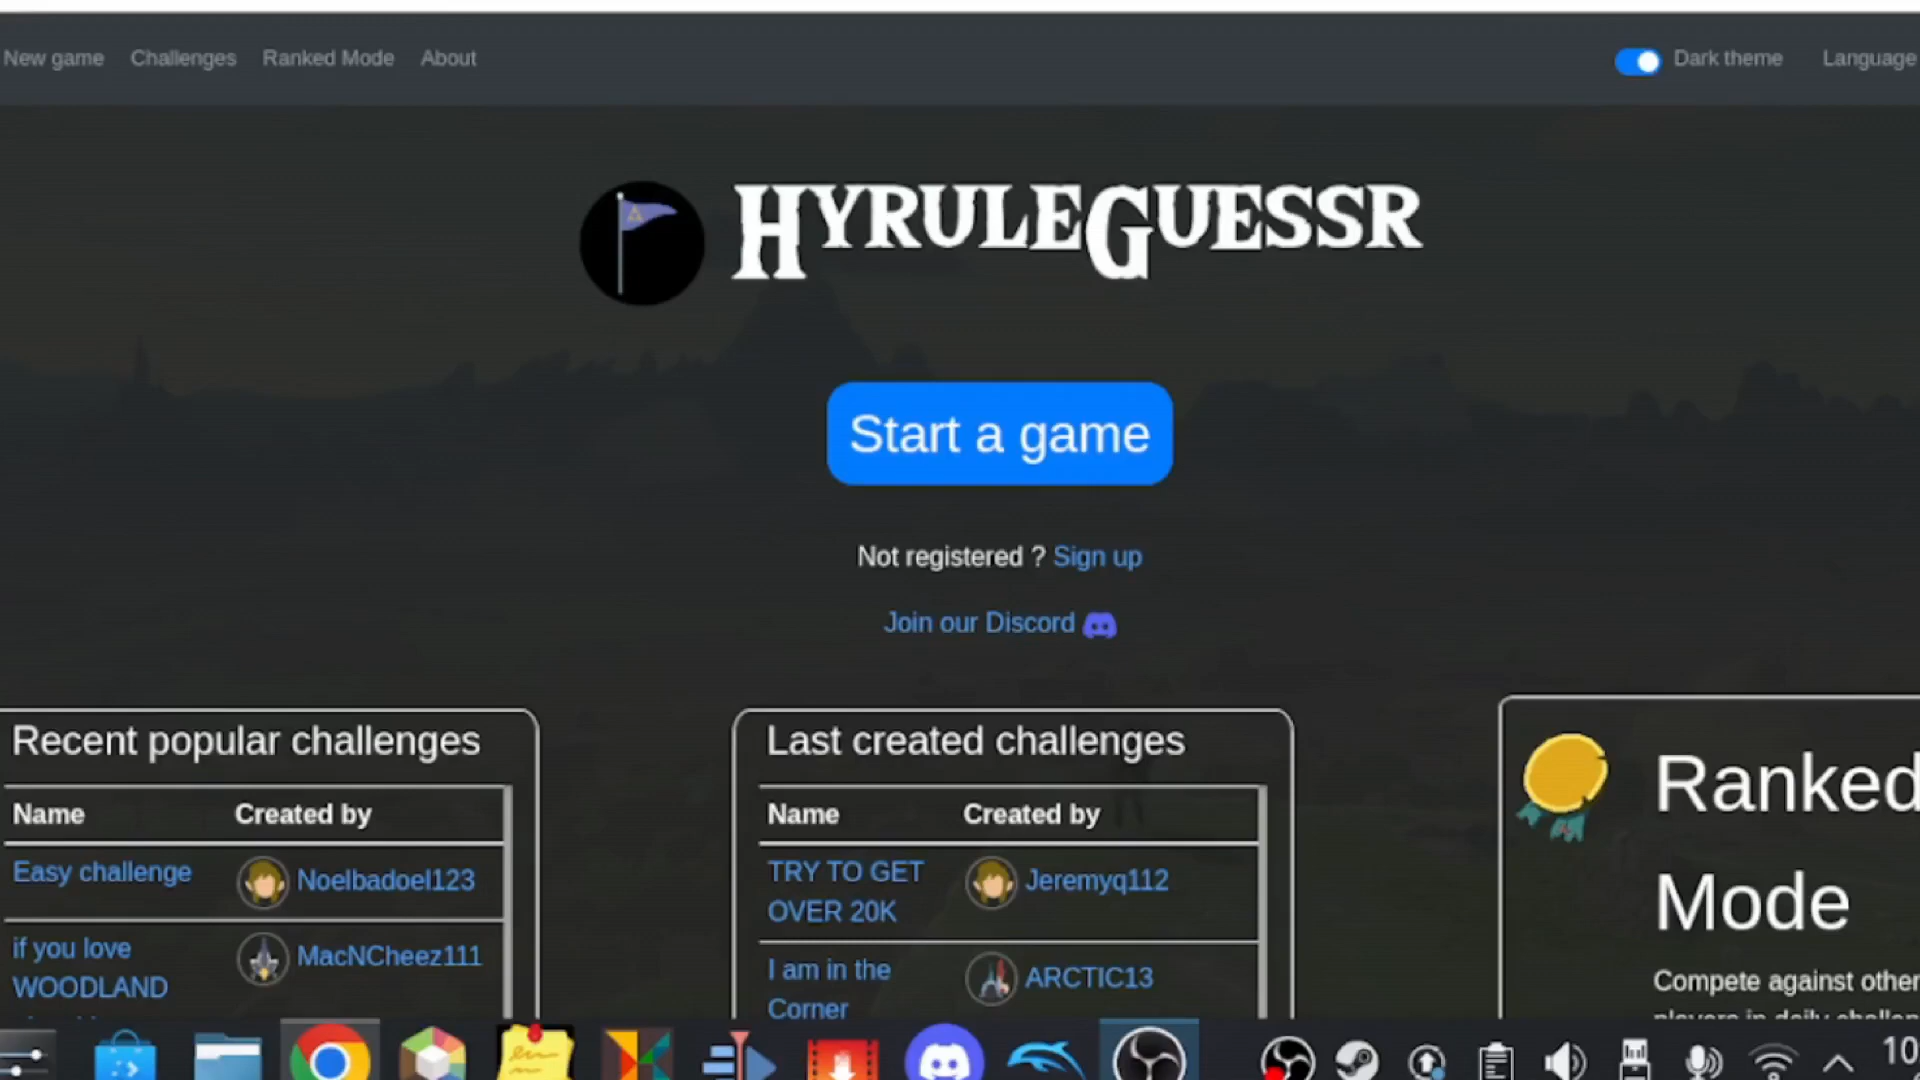 New game Challenges Ranked Mode About Dark theme Language
HYRULEGUESSR
Start a game
Not registered ? Sign up
Join our Discord
Recent popular challenges
Name Created by
Easy challenge Noelbadoel123
if you love MacNCheez111
WOODLAND
Last created challenges
Name Created by
TRY TO GET Jeremyq112
OVER 20K
I am in the ARCTIC13
Corner
Ranked
Mode
Compete against other
10